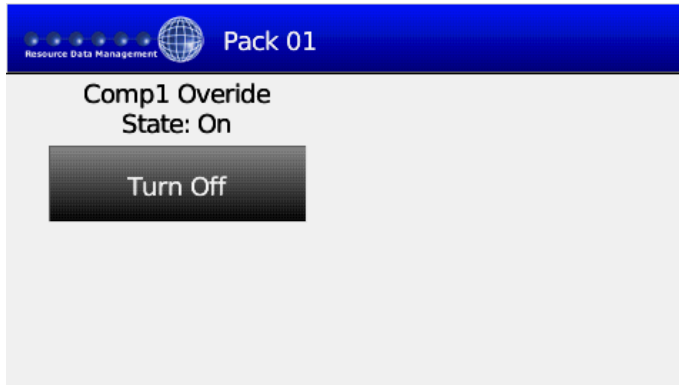 Resource Data Management
Pack 01
Comp1 Overide
State: On
Turn Off